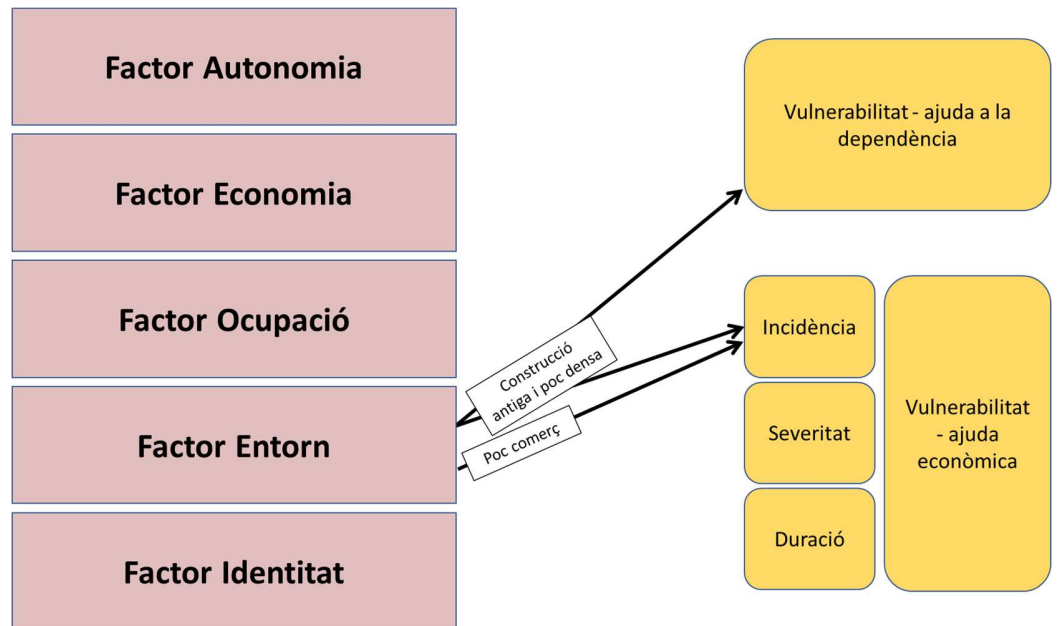 Factor Autonomia
Factor Economia
Factor Ocupació
Factor Entorn
Factor Identitat
Construcció
antiga i poc densa
Poc comerç
Vulnerabilitat - ajuda a la
dependència
Incidència
Severitat
Duració
Vulnerabilitat
- ajuda
econòmica